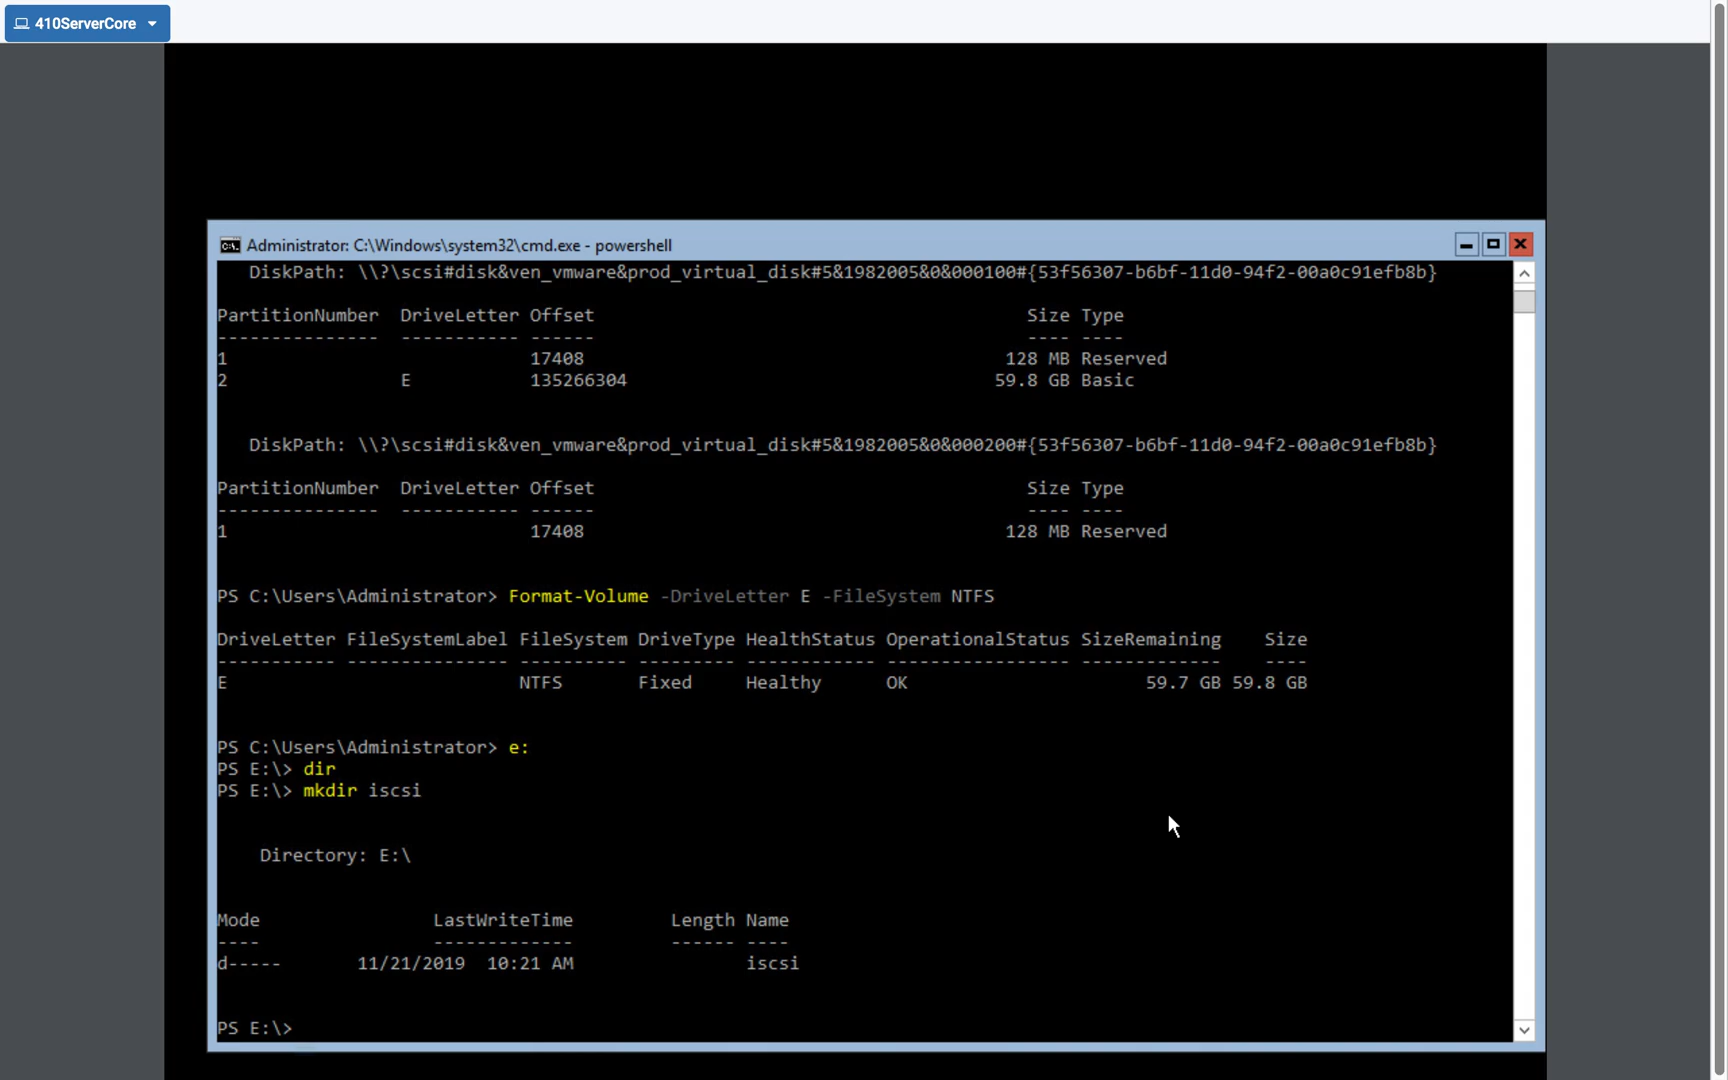 410ServerCore
Administrator: C:\Windows\system32\cmd.exe - powershell
DiskPath: \\?\scsi#disk&ven_vmware&prod_virtual_disk#5&1982005&0&000100#{53f56307-b6bf-11d0-94f2-00a0c91efb8b}
PartitionNumber  DriveLetter Offset                                        Size Type
---------------  ----------- ------                                        ---- ----
1                            17408                                       128 MB Reserved
2                E           135266304                                  59.8 GB Basic
DiskPath: \\?\scsi#disk&ven_vmware&prod_virtual_disk#5&1982005&0&000200#{53f56307-b6bf-11d0-94f2-00a0c91efb8b}
PartitionNumber  DriveLetter Offset                                        Size Type
---------------  ----------- ------                                        ---- ----
1                            17408                                       128 MB Reserved
PS C:\Users\Administrator> Format-Volume -DriveLetter E -FileSystem NTFS
DriveLetter FileSystemLabel FileSystem DriveType HealthStatus OperationalStatus SizeRemaining    Size
----------- --------------- ---------- --------- ------------ ----------------- -------------    ----
E                           NTFS       Fixed     Healthy      OK                      59.7 GB 59.8 GB
PS C:\Users\Administrator> e:
PS E:\> dir
PS E:\> mkdir iscsi
Directory: E:\
Mode                LastWriteTime         Length Name
----                -------------         ------ ----
d-----       11/21/2019  10:21 AM                iscsi
PS E:\>